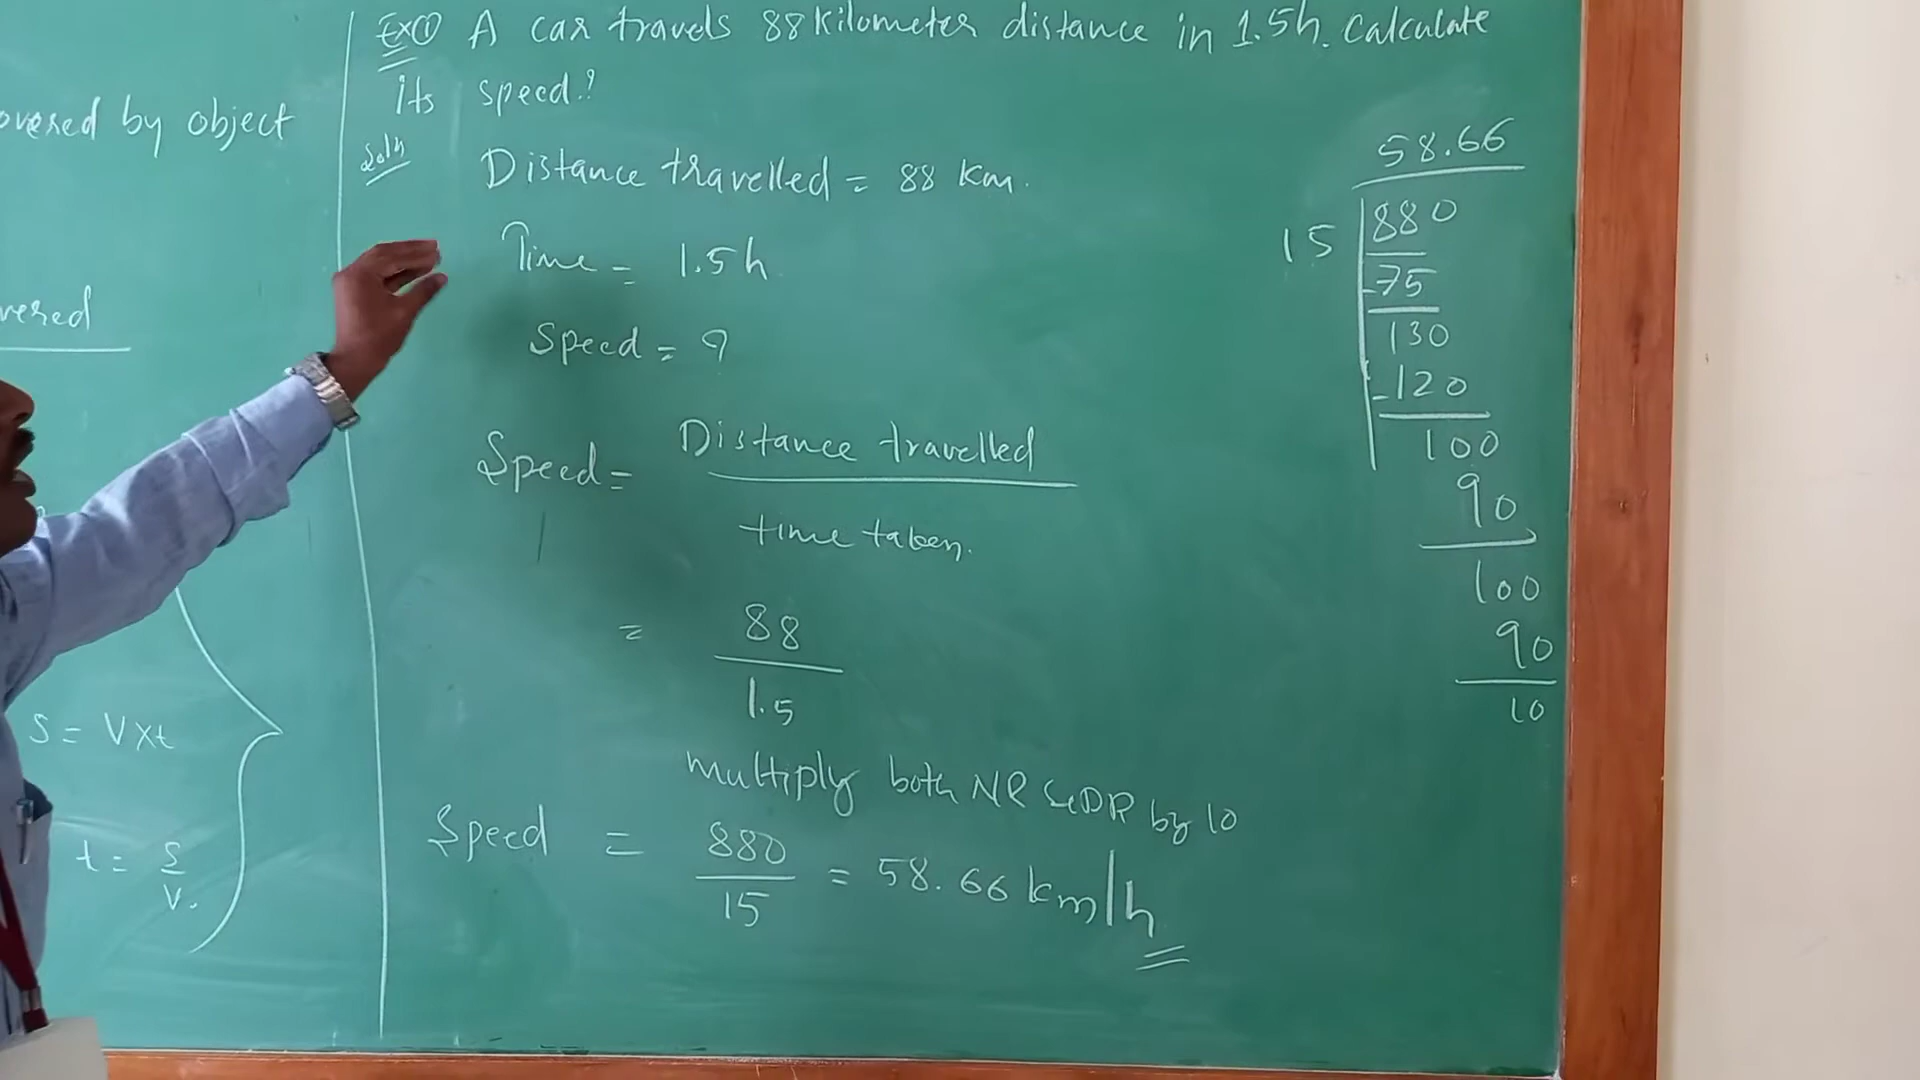 overed by object
vered
S = V×t
t = S
V.
Ex① A car travels 88 Kilometer distance in 1.5h. Calculate
its speed.?
Soln
Distance travelled = 88 km.
Time = 1.5h
Speed = ?
Speed = Distance travelled
time taken.
= 88
1.5
multiply both NR & DR by 10
Speed = 880 = 58.66 km/h
15
58.66
15 880
-75
130
-120
100
90
100
90
10